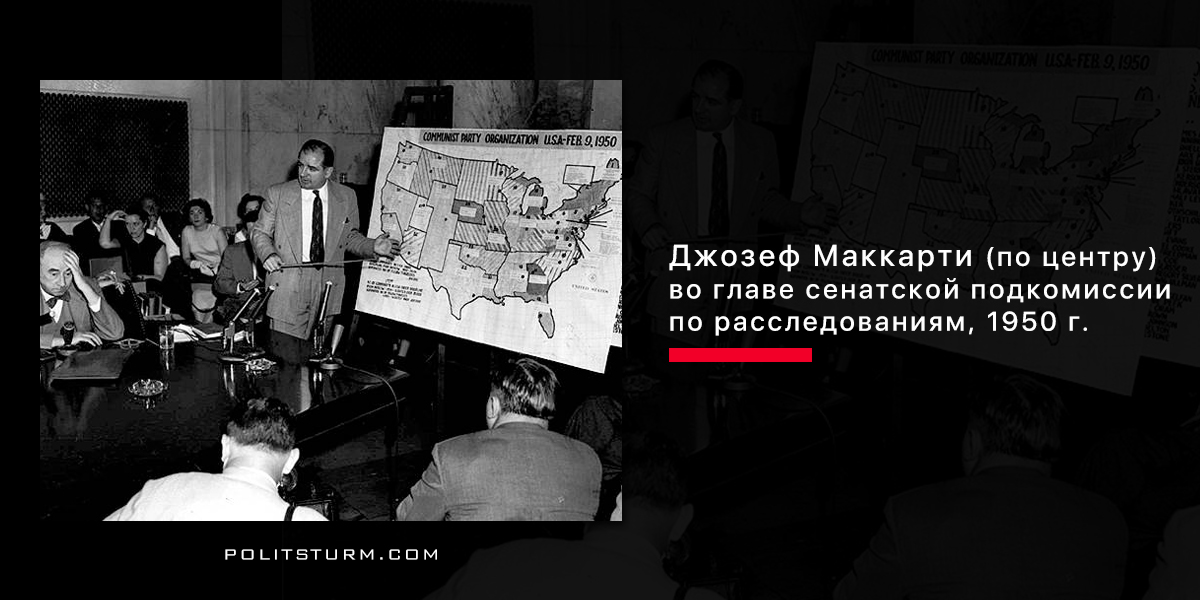 COMMUNIST PARTY ORGANIZATION U.S.A-FEB. 9, 1950
Джозеф Маккарти (по центру)
во главе сенатской подкомиссии
по расследованиям, 1950 г.
POLITSTURM.COM